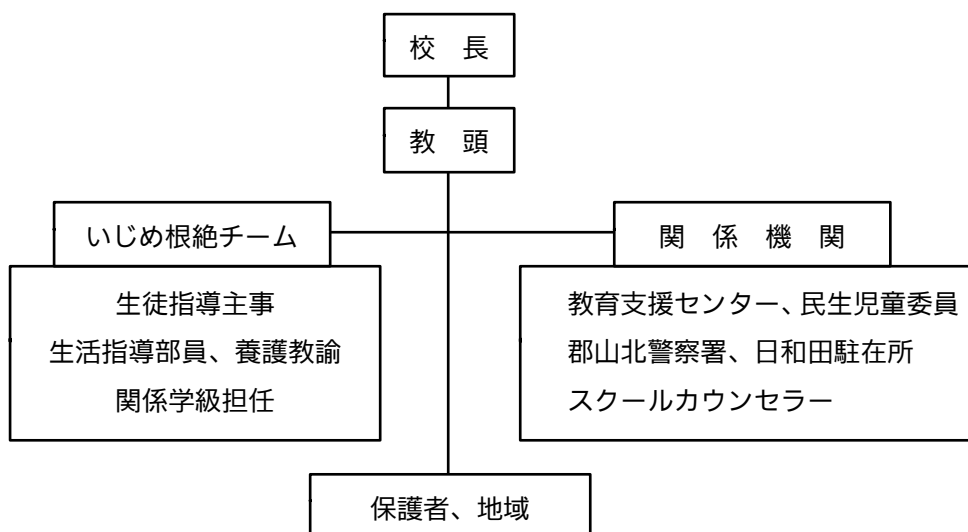 校　長
教　頭
いじめ根絶チーム
生徒指導主事
生活指導部員、養護教諭
関係学級担任
関　係　機　関
教育支援センター、民生児童委員
郡山北警察署、日和田駐在所
スクールカウンセラー
保護者、地域